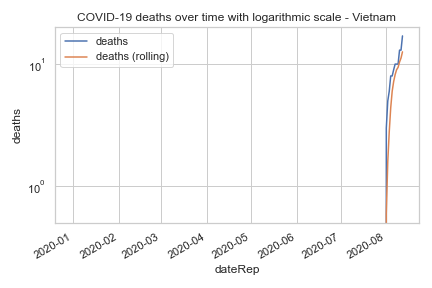 COVID-19 deaths over time with logarithmic scale - Vietnam
deaths
deaths (rolling)
10¹
10⁰
deaths
2020-01
2020-02
2020-03
2020-04
2020-05
2020-06
2020-07
2020-08
dateRep